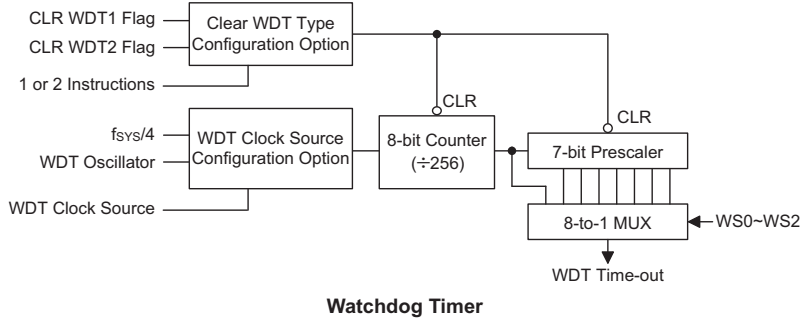 CLR WDT1 Flag
CLR WDT2 Flag
1 or 2 Instructions
Clear WDT Type
Configuration Option
fSYS/4
WDT Oscillator
WDT Clock Source
WDT Clock Source
Configuration Option
CLR
8-bit Counter
(÷256)
CLR
7-bit Prescaler
8-to-1 MUX
WS0~WS2
WDT Time-out
Watchdog Timer